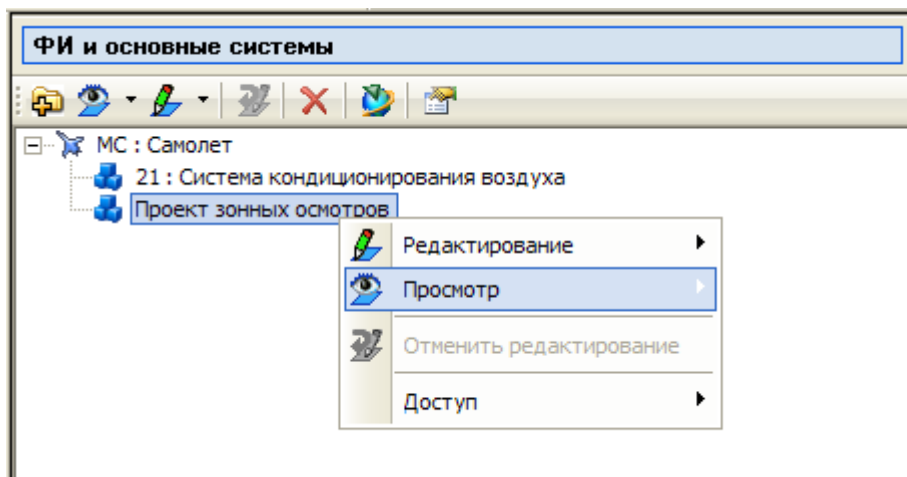 ФИ и основные системы
МС : Самолет
21 : Система кондиционирования воздуха
Проект зонных осмотров
Редактирование
Просмотр
Отменить редактирование
Доступ